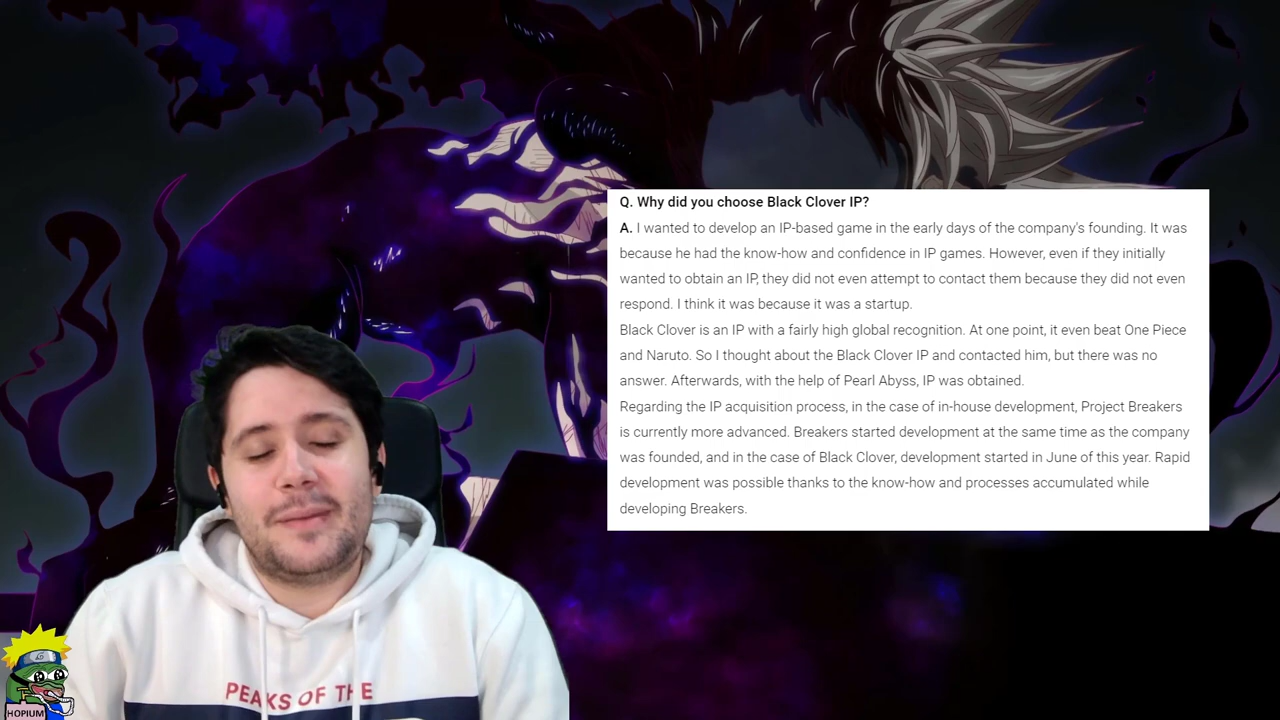 Q. Why did you choose Black Clover IP?
A. I wanted to develop an IP-based game in the early days of the company's founding. It was
because he had the know-how and confidence in IP games. However, even if they initially
wanted to obtain an IP, they did not even attempt to contact them because they did not even
respond. I think it was because it was a startup.
Black Clover is an IP with a fairly high global recognition. At one point, it even beat One Piece
and Naruto. So I thought about the Black Clover IP and contacted him, but there was no
answer. Afterwards, with the help of Pearl Abyss, IP was obtained.
Regarding the IP acquisition process, in the case of in-house development, Project Breakers
is currently more advanced. Breakers started development at the same time as the company
was founded, and in the case of Black Clover, development started in June of this year. Rapid
development was possible thanks to the know-how and processes accumulated while
developing Breakers.
PEAKS OF THE
HOPIUM